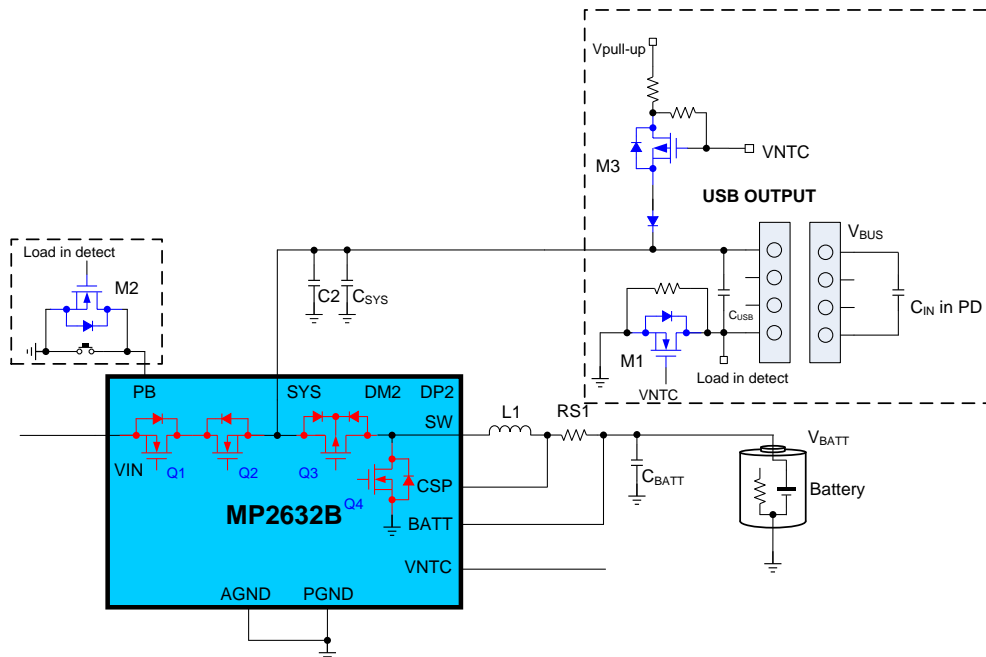 Vpull-up
VNTC
M3
USB OUTPUT
VBUS
Load in detect
M2
C2
CSYS
CUSB
CIN in PD
M1
Load in detect
VNTC
PB
SYS
DM2
DP2
SW
L1
RS1
VIN
Q1
Q2
Q3
Q4
CSP
MP2632B
BATT
CBATT
VBATT
Battery
VNTC
AGND
PGND